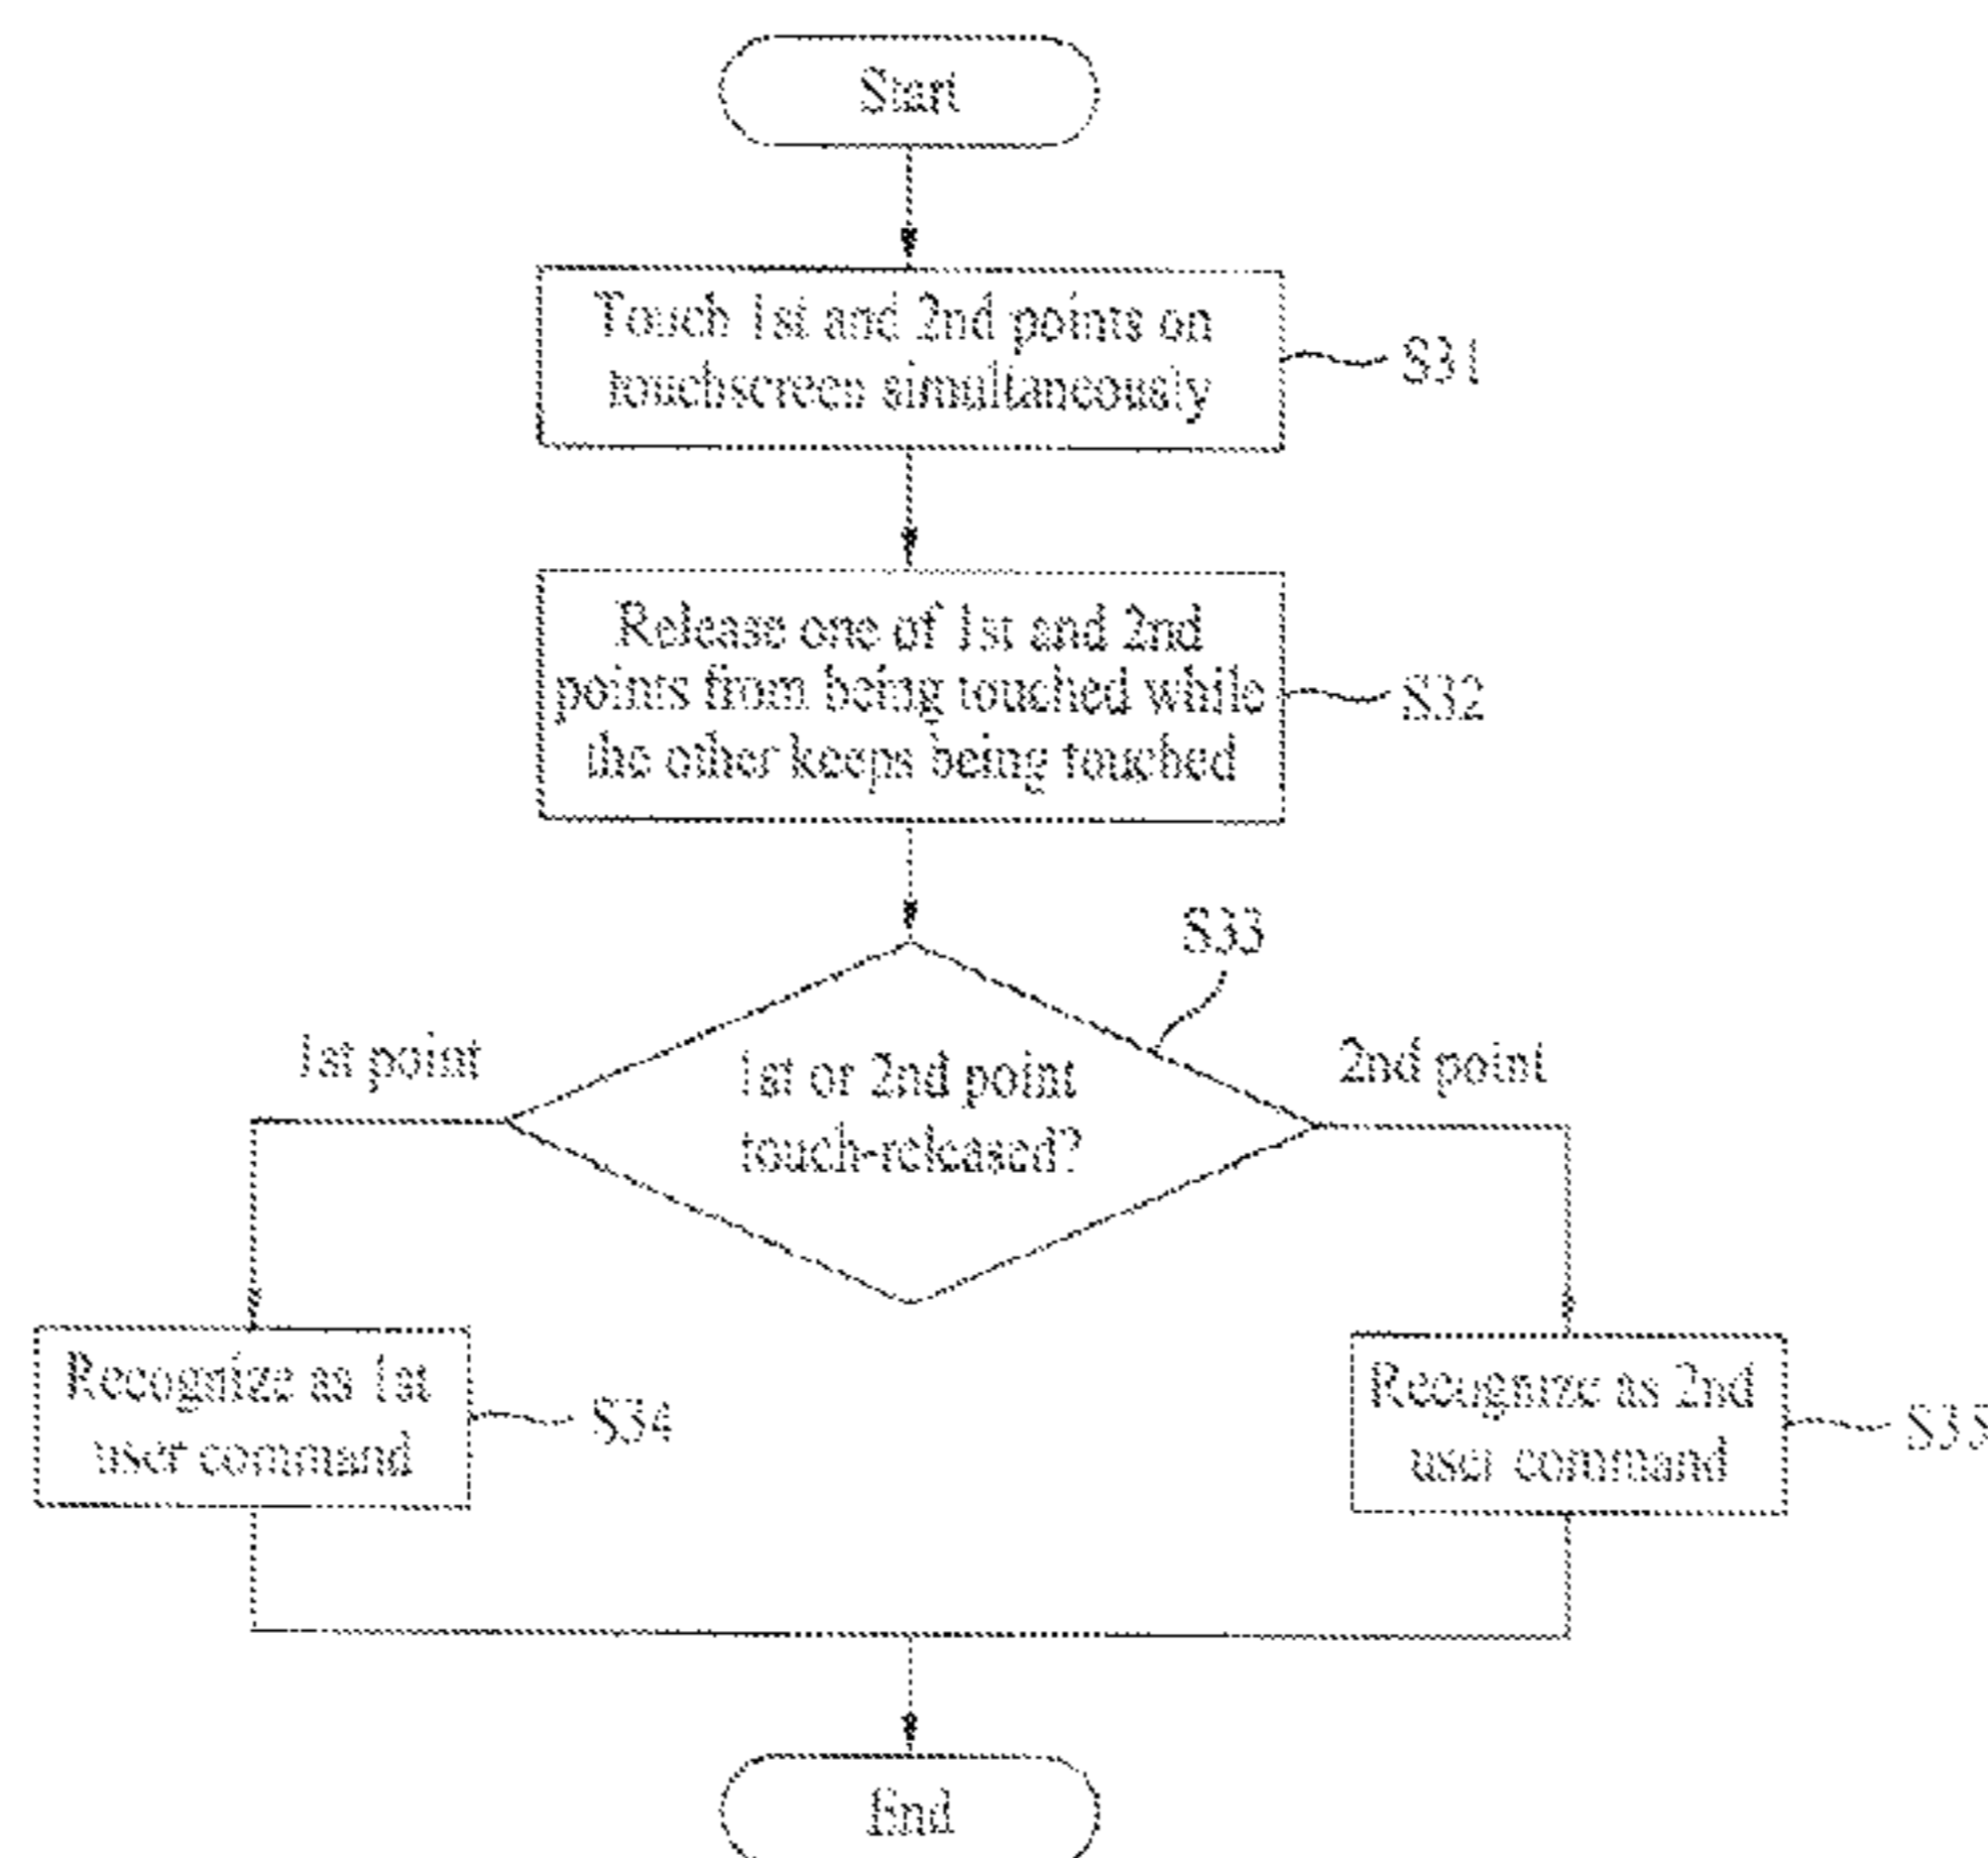 Start
Touch 1st and 2nd points on
touchscreen simultaneously
S31
Release one of 1st and 2nd
points from being touched while
the other keeps being touched
S32
S33
1st point
1st or 2nd point
touch-released?
2nd point
Recognize as 1st
user command
S34
Recognize as 2nd
user command
S35
End